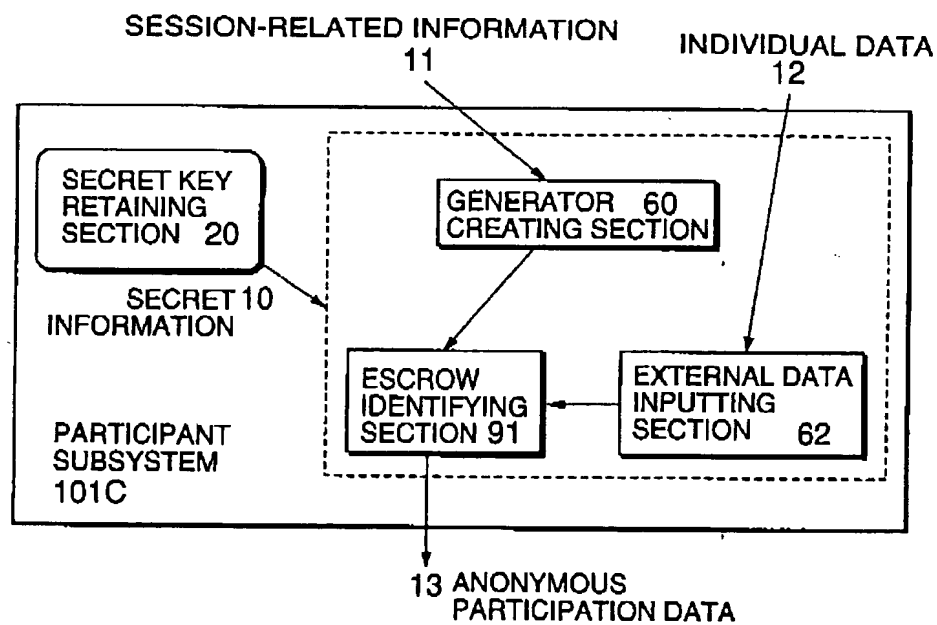 SESSION-RELATED INFORMATION
11
INDIVIDUAL DATA
12
SECRET KEY
RETAINING
SECTION 20
GENERATOR 60
CREATING SECTION
SECRET 10
INFORMATION
ESCROW
IDENTIFYING
SECTION 91
EXTERNAL DATA
INPUTTING
SECTION 62
PARTICIPANT
SUBSYSTEM
101C
13 ANONYMOUS
PARTICIPATION DATA